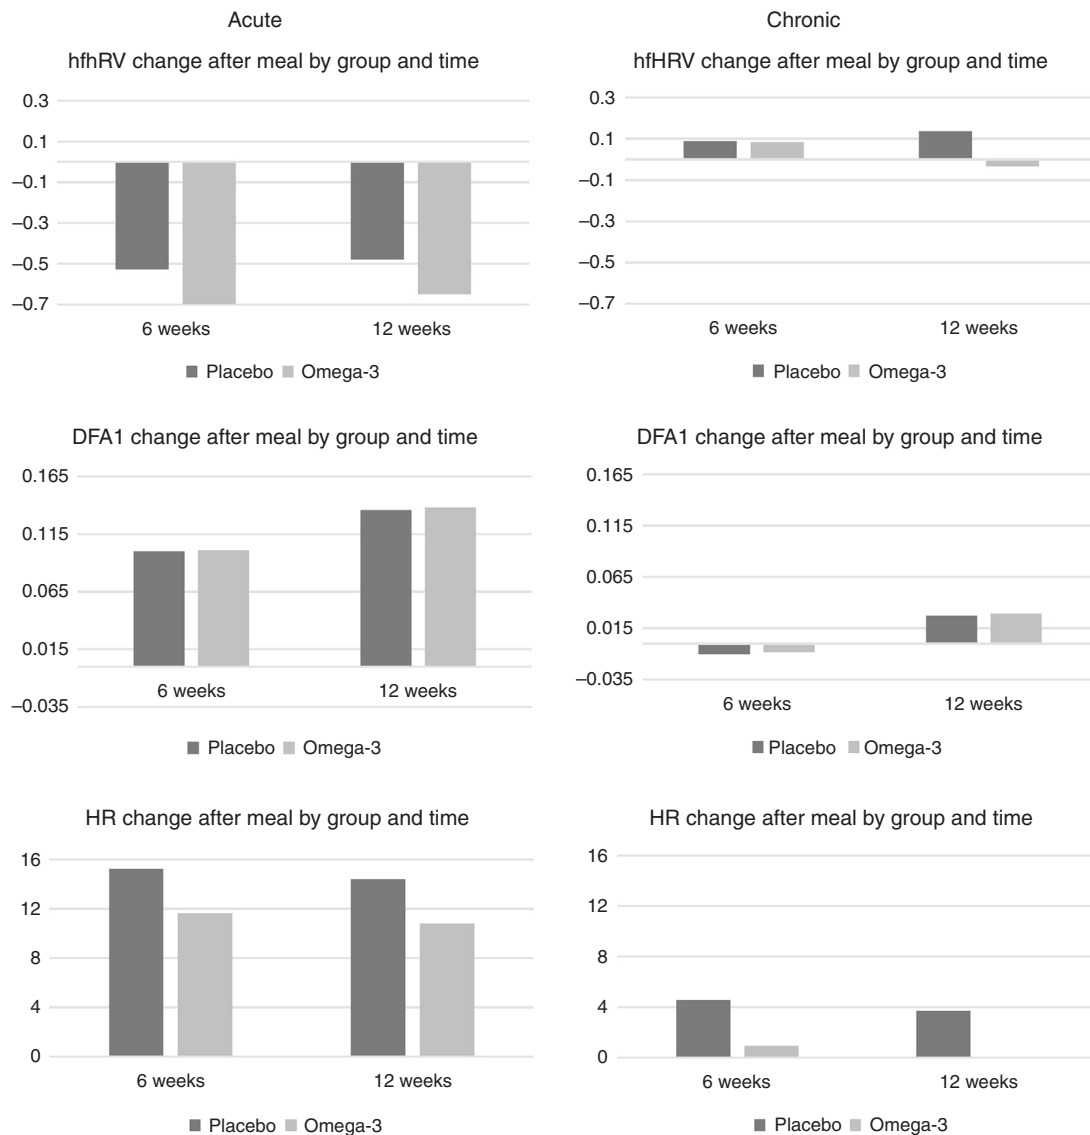 Acute
hfhRV change after meal by group and time
0.3
0.1
–0.1
–0.3
–0.5
–0.7
6 weeks 12 weeks
Placebo Omega-3
DFA1 change after meal by group and time
0.165
0.115
0.065
0.015
–0.035
6 weeks 12 weeks
Placebo Omega-3
HR change after meal by group and time
16
12
8
4
0
6 weeks 12 weeks
Placebo Omega-3
Chronic
hfHRV change after meal by group and time
0.3
0.1
–0.1
–0.3
–0.5
–0.7
6 weeks 12 weeks
Placebo Omega-3
DFA1 change after meal by group and time
0.165
0.115
0.065
0.015
–0.035
6 weeks 12 weeks
Placebo Omega-3
HR change after meal by group and time
16
12
8
4
0
6 weeks 12 weeks
Placebo Omega-3